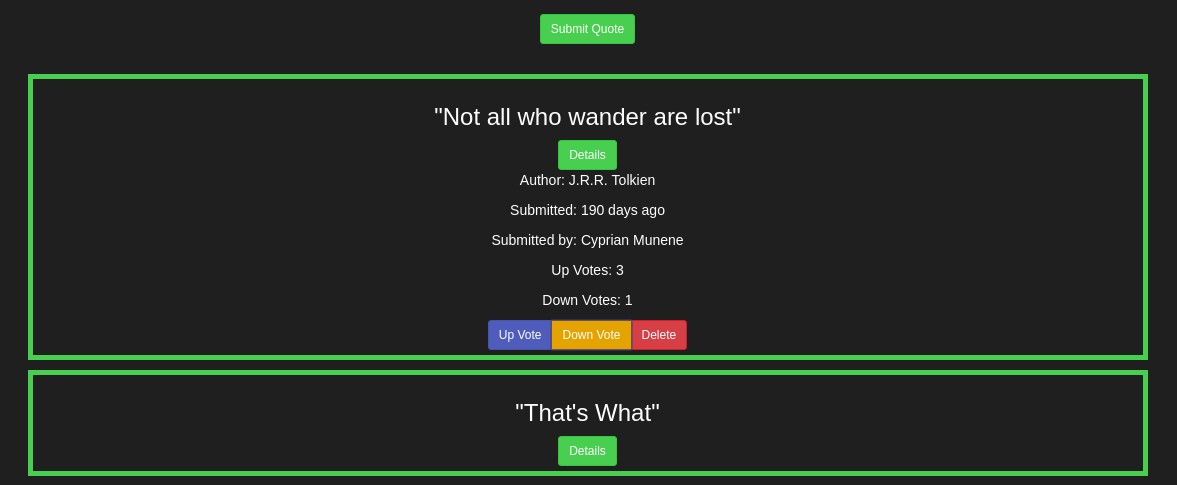 Submit Quote
"Not all who wander are lost"
Details
Author: J.R.R. Tolkien
Submitted: 190 days ago
Submitted by: Cyprian Munene
Up Votes: 3
Down Votes: 1
Up Vote Down Vote Delete
"That's What"
Details